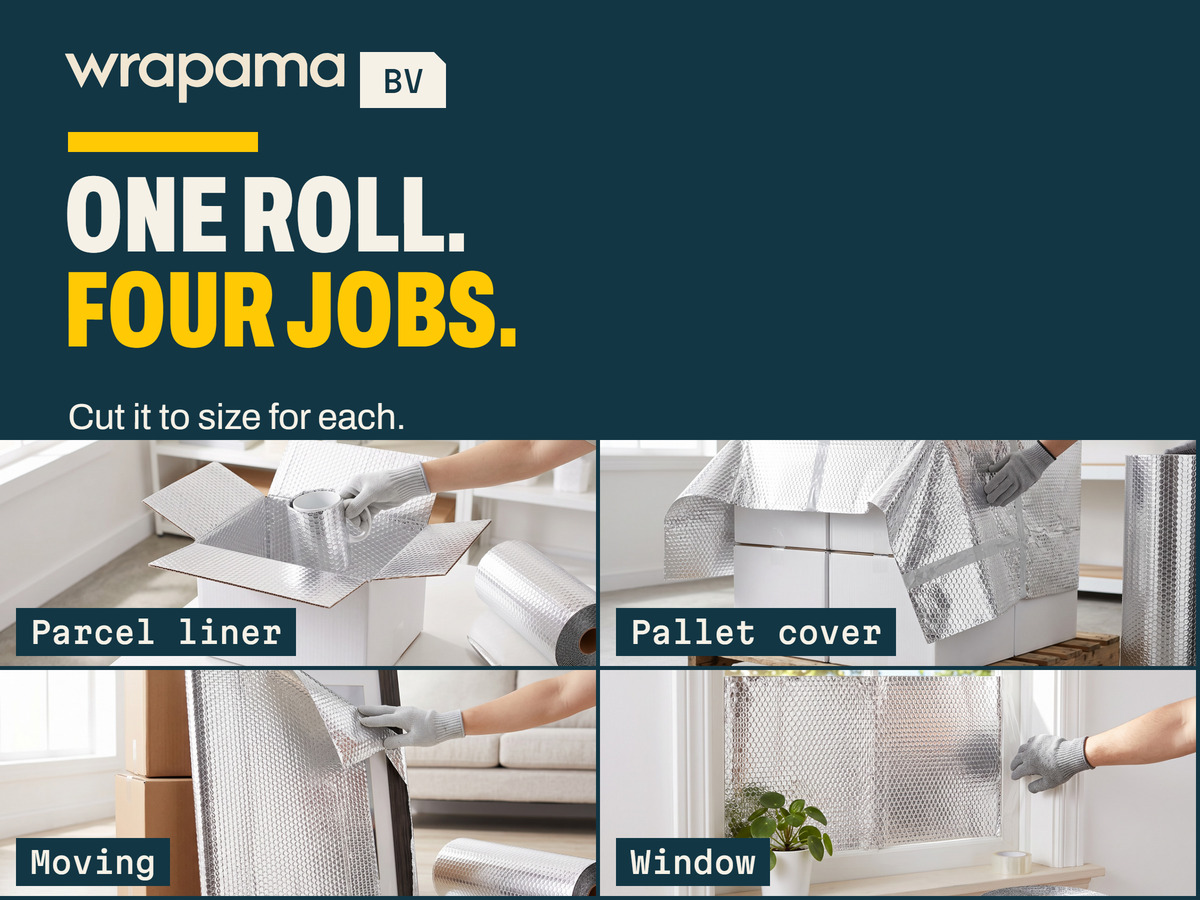 wrapama BV
ONE ROLL.
FOUR JOBS.
Cut it to size for each.
Parcel liner
Pallet cover
Moving
Window